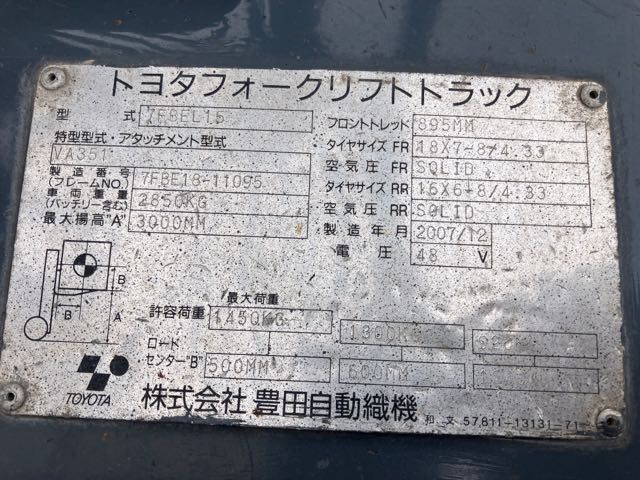 トヨタフォークリフトトラック
型 式 7FBEL15
特型型式・アタッチメント型式
VA351
製造番号
(フレームNO.) 7FBE18-11095
車両重量
(バッテリー含む) 2850KG
最大揚高"A" 3000MM
フロントトレッド 895MM
タイヤサイズ FR 18X7-8/4.33
空気圧 FR SOLID
タイヤサイズ RR 16X6-8/4.33
空気圧 RR SOLID
製造年月 2007/12
電圧 48 V
B
B
A
最大荷重
許容荷重 1450KG
ロード
センター"B" 500MM 600MM
TOYOTA
株式会社 豊田自動織機
和文 57811-13131-71